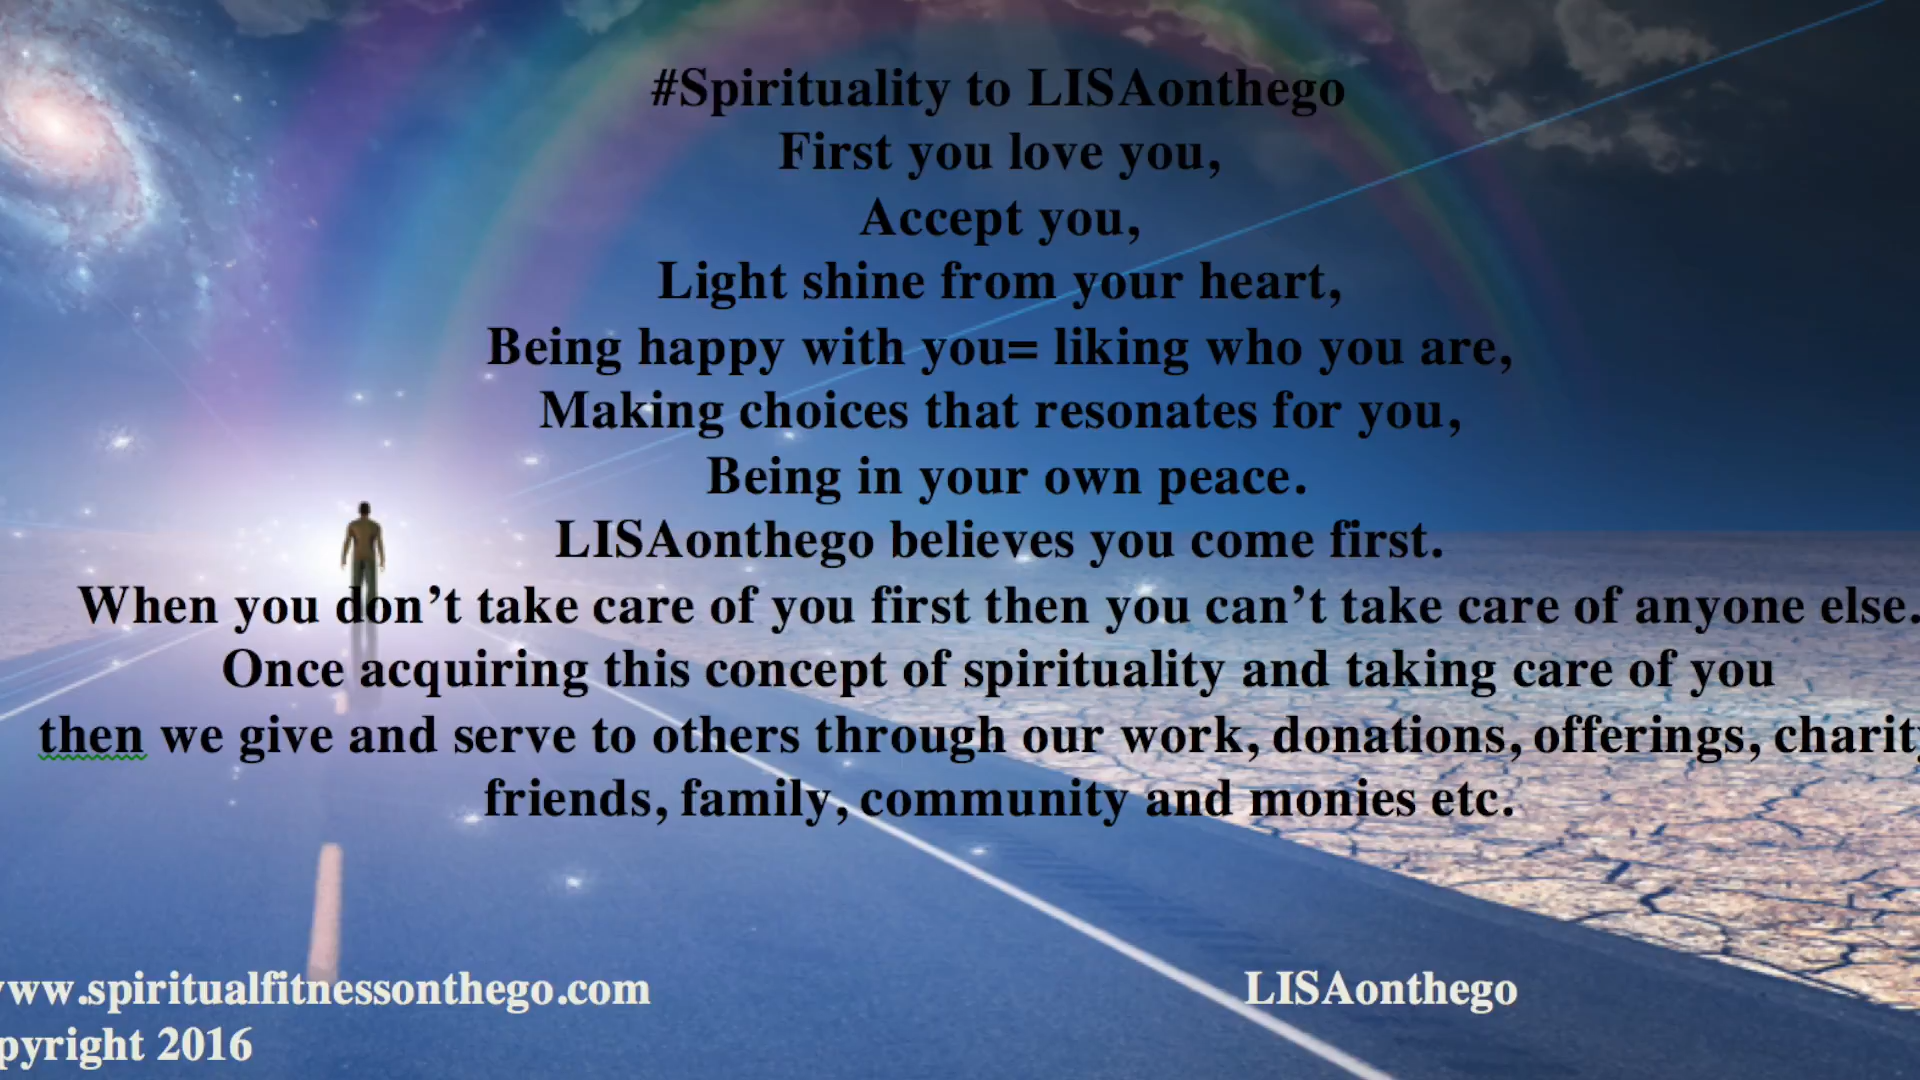 #Spirituality to LISAonthego
First you love you,
Accept you,
Light shine from your heart,
Being happy with you= liking who you are,
Making choices that resonates for you,
Being in your own peace.
LISAonthego believes you come first.
When you don’t take care of you first then you can’t take care of anyone else.
Once acquiring this concept of spirituality and taking care of you
then we give and serve to others through our work, donations, offerings, charity
friends, family, community and monies etc.
www.spiritualfitnessonthego.com LISAonthego
pyright 2016